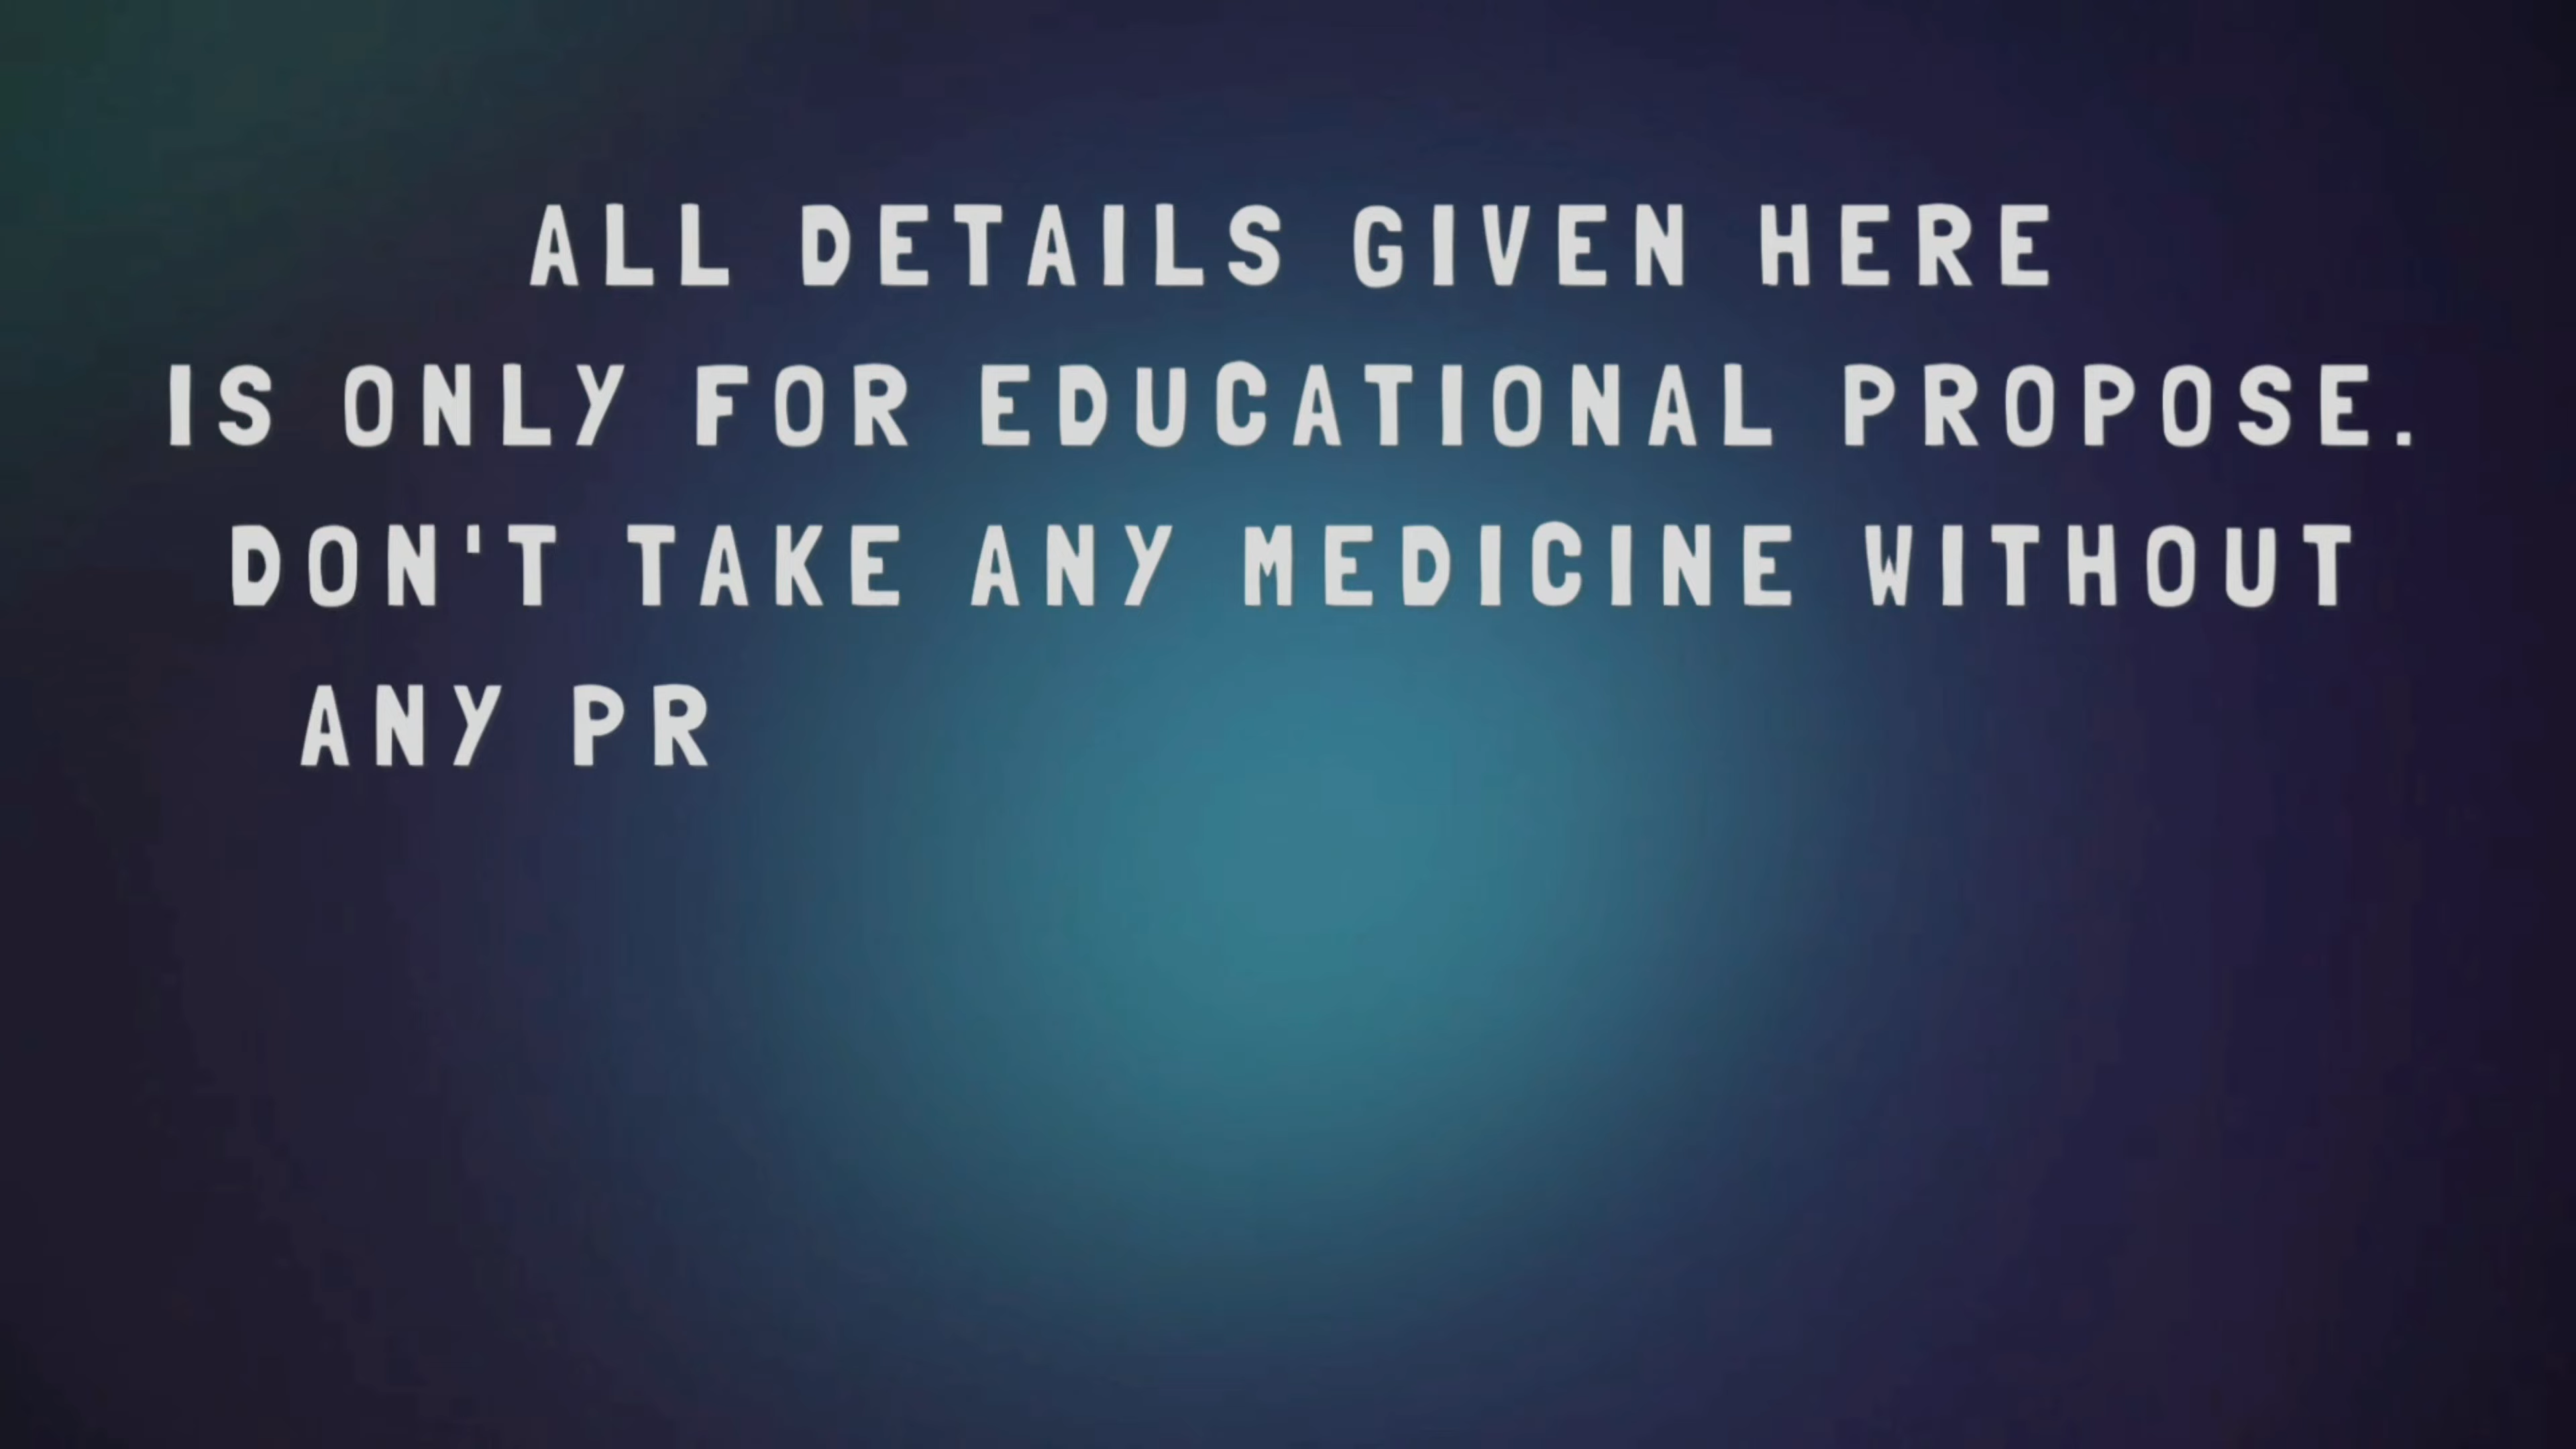 ALL DETAILS GIVEN HERE
IS ONLY FOR EDUCATIONAL PROPOSE.
DON'T TAKE ANY MEDICINE WITHOUT
ANY PR